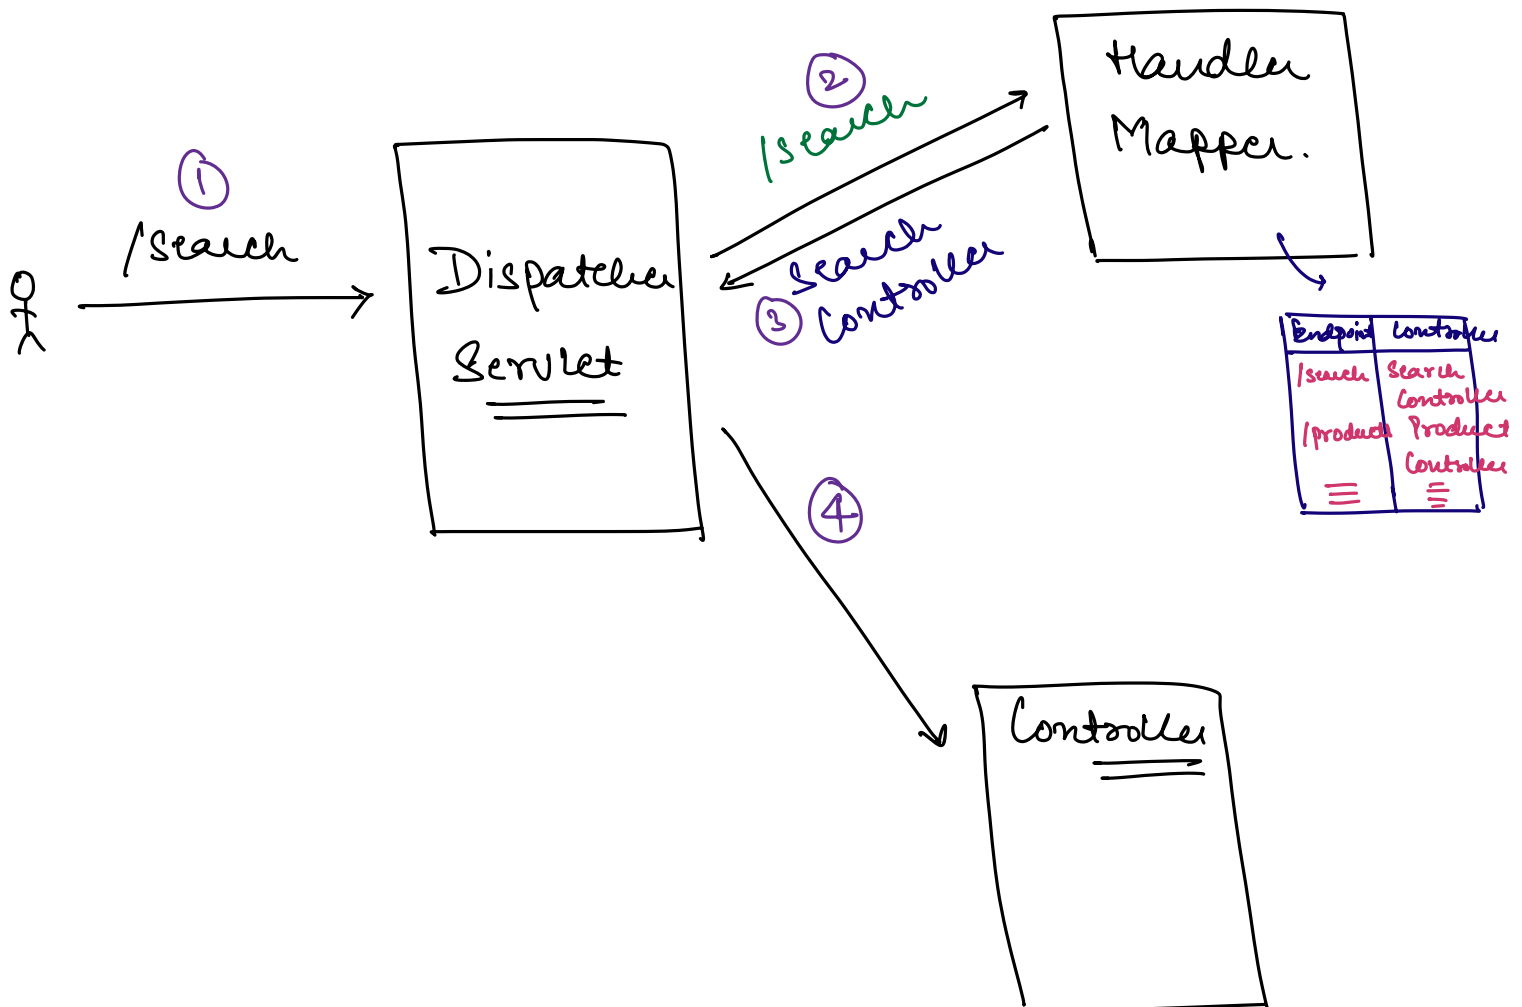 ①
/search
Dispatcher
Servlet
②
/search
③
Search
Controller
Handler
Mapper.
Endpoint Controller
/search Search
Controller
/product Product
Controller
④
Controller